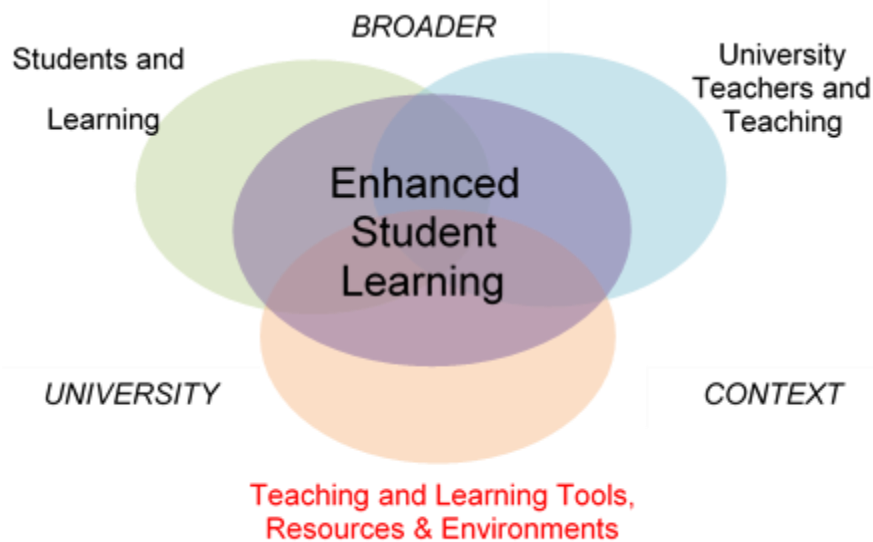 BROADER
Students and
Learning
University
Teachers and
Teaching
Enhanced
Student
Learning
UNIVERSITY
CONTEXT
Teaching and Learning Tools,
Resources & Environments